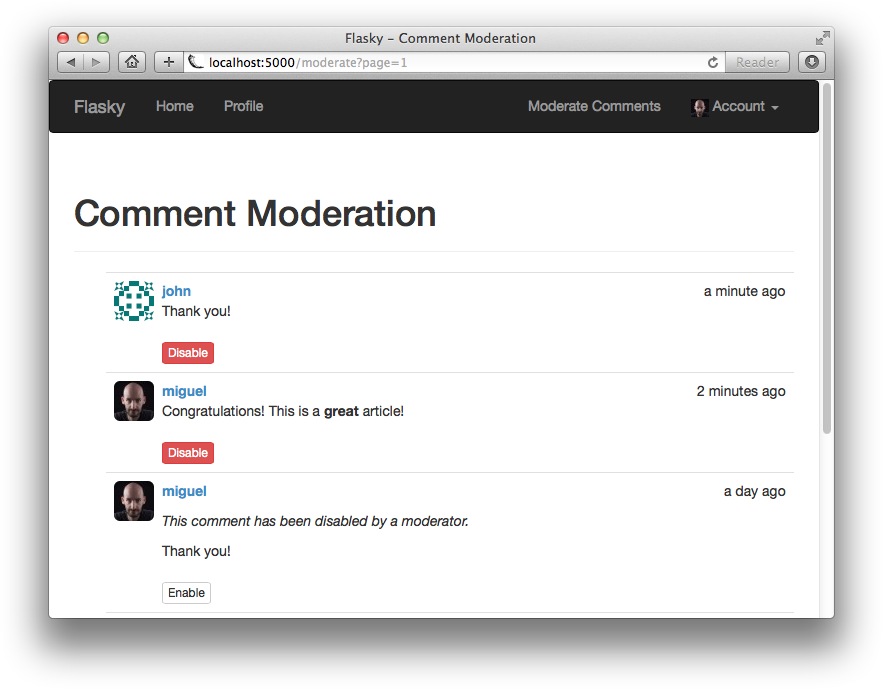 Flasky – Comment Moderation
localhost:5000/moderate?page=1
Reader
Flasky Home Profile Moderate Comments Account
Comment Moderation
john a minute ago
Thank you!
Disable
miguel 2 minutes ago
Congratulations! This is a great article!
Disable
miguel a day ago
This comment has been disabled by a moderator.
Thank you!
Enable